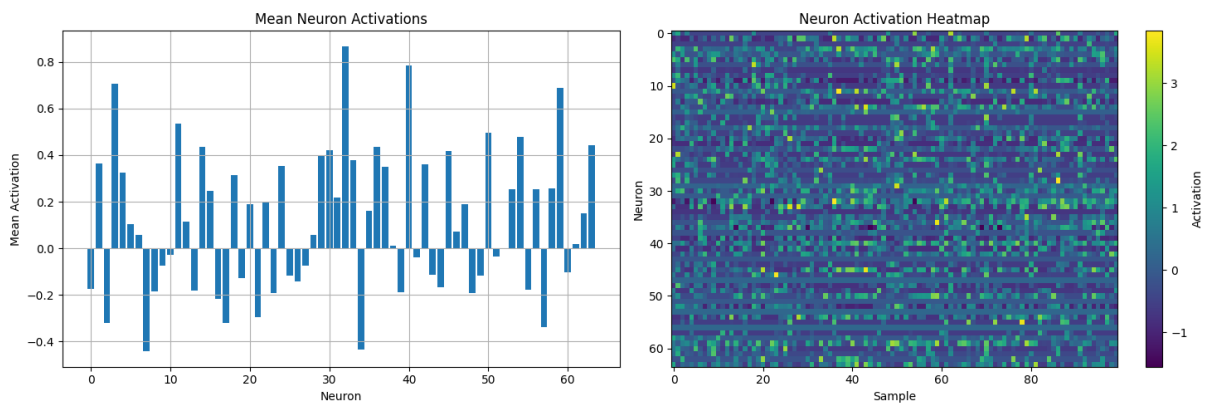 Mean Neuron Activations
0.8
0.6
0.4
0.2
0.0
−0.2
−0.4
Mean Activation
0 10 20 30 40 50 60
Neuron
Neuron Activation Heatmap
0
10
20
30
40
50
60
Neuron
0 20 40 60 80
Sample
3
2
1
0
−1
Activation